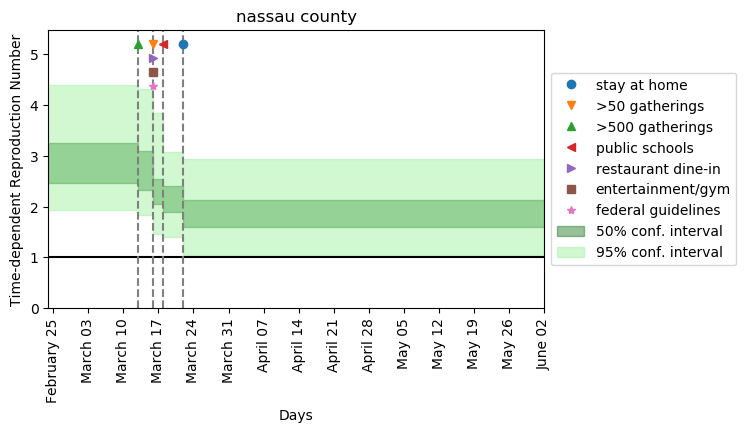 nassau county
Time-dependent Reproduction Number
5
4
3
2
1
0
February 25
March 03
March 10
March 17
March 24
March 31
April 07
April 14
April 21
April 28
May 05
May 12
May 19
May 26
June 02
Days
stay at home
>50 gatherings
>500 gatherings
public schools
restaurant dine-in
entertainment/gym
federal guidelines
50% conf. interval
95% conf. interval